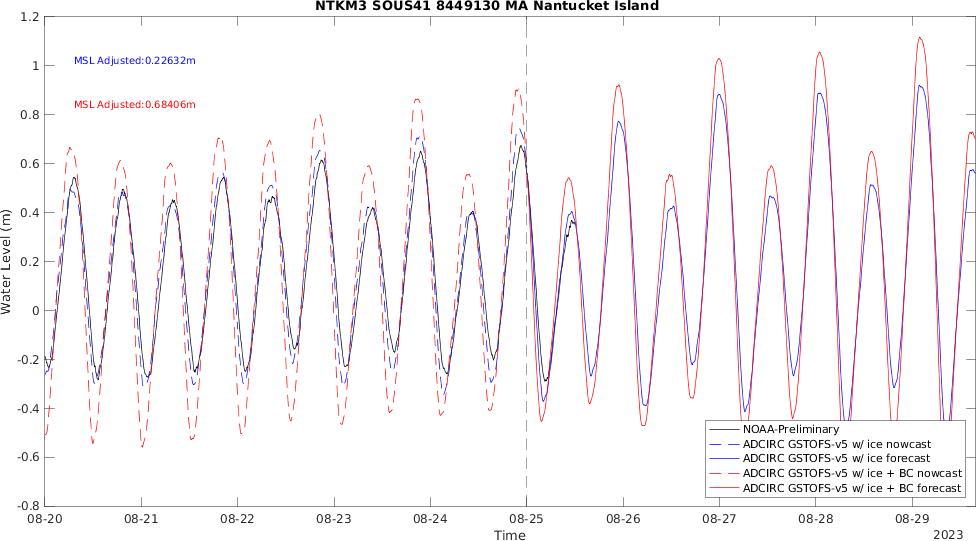 NTKM3 SOUS41 8449130 MA Nantucket Island
1.2
1
0.8
0.6
0.4
0.2
0
-0.2
-0.4
-0.6
-0.8
Water Level (m)
MSL Adjusted:0.22632m
MSL Adjusted:0.68406m
NOAA-Preliminary
ADCIRC GSTOFS-v5 w/ ice nowcast
ADCIRC GSTOFS-v5 w/ ice forecast
ADCIRC GSTOFS-v5 w/ ice + BC nowcast
ADCIRC GSTOFS-v5 w/ ice + BC forecast
08-20 08-21 08-22 08-23 08-24 08-25 08-26 08-27 08-28 08-29
Time
2023